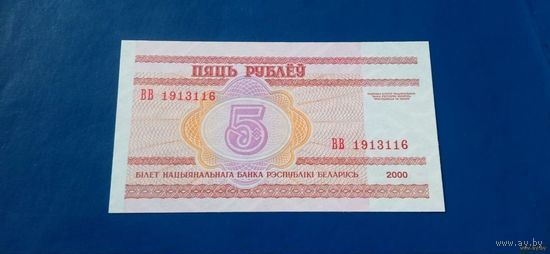 ПЯЦЬ РУБЛЁЎ
ВВ 1913116
5
ВВ 1913116
БІЛЕТ НАЦЫЯНАЛЬНАГА БАНКА РЭСПУБЛІКІ БЕЛАРУСЬ 2000
www.ay.by